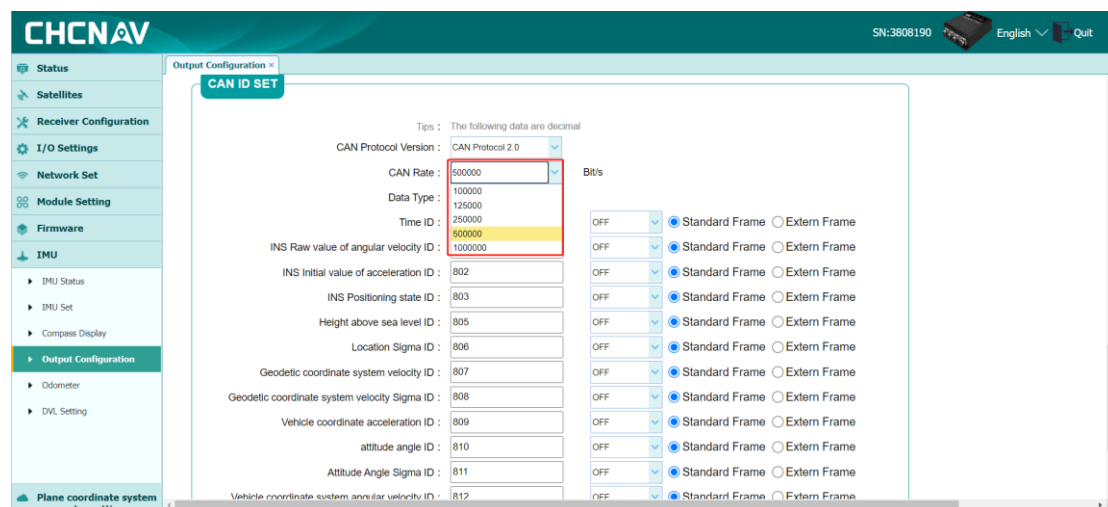 CHCNAV
SN:3808190
English
Quit
Status
Satellites
Receiver Configuration
I/O Settings
Network Set
Module Setting
Firmware
IMU
IMU Status
IMU Set
Compass Display
Output Configuration
Odometer
DVL Setting
Plane coordinate system
Output Configuration ×
CAN ID SET
Tips : The following data are decimal
CAN Protocol Version : CAN Protocol 2.0
CAN Rate : 500000 Bit/s
100000
125000
250000
500000
1000000
Data Type :
Time ID : OFF Standard Frame Extern Frame
INS Raw value of angular velocity ID : OFF Standard Frame Extern Frame
INS Initial value of acceleration ID : 802 OFF Standard Frame Extern Frame
INS Positioning state ID : 803 OFF Standard Frame Extern Frame
Height above sea level ID : 805 OFF Standard Frame Extern Frame
Location Sigma ID : 806 OFF Standard Frame Extern Frame
Geodetic coordinate system velocity ID : 807 OFF Standard Frame Extern Frame
Geodetic coordinate system velocity Sigma ID : 808 OFF Standard Frame Extern Frame
Vehicle coordinate acceleration ID : 809 OFF Standard Frame Extern Frame
attitude angle ID : 810 OFF Standard Frame Extern Frame
Attitude Angle Sigma ID : 811 OFF Standard Frame Extern Frame
Vehicle coordinate system angular velocity ID : 812 OFF Standard Frame Extern Frame